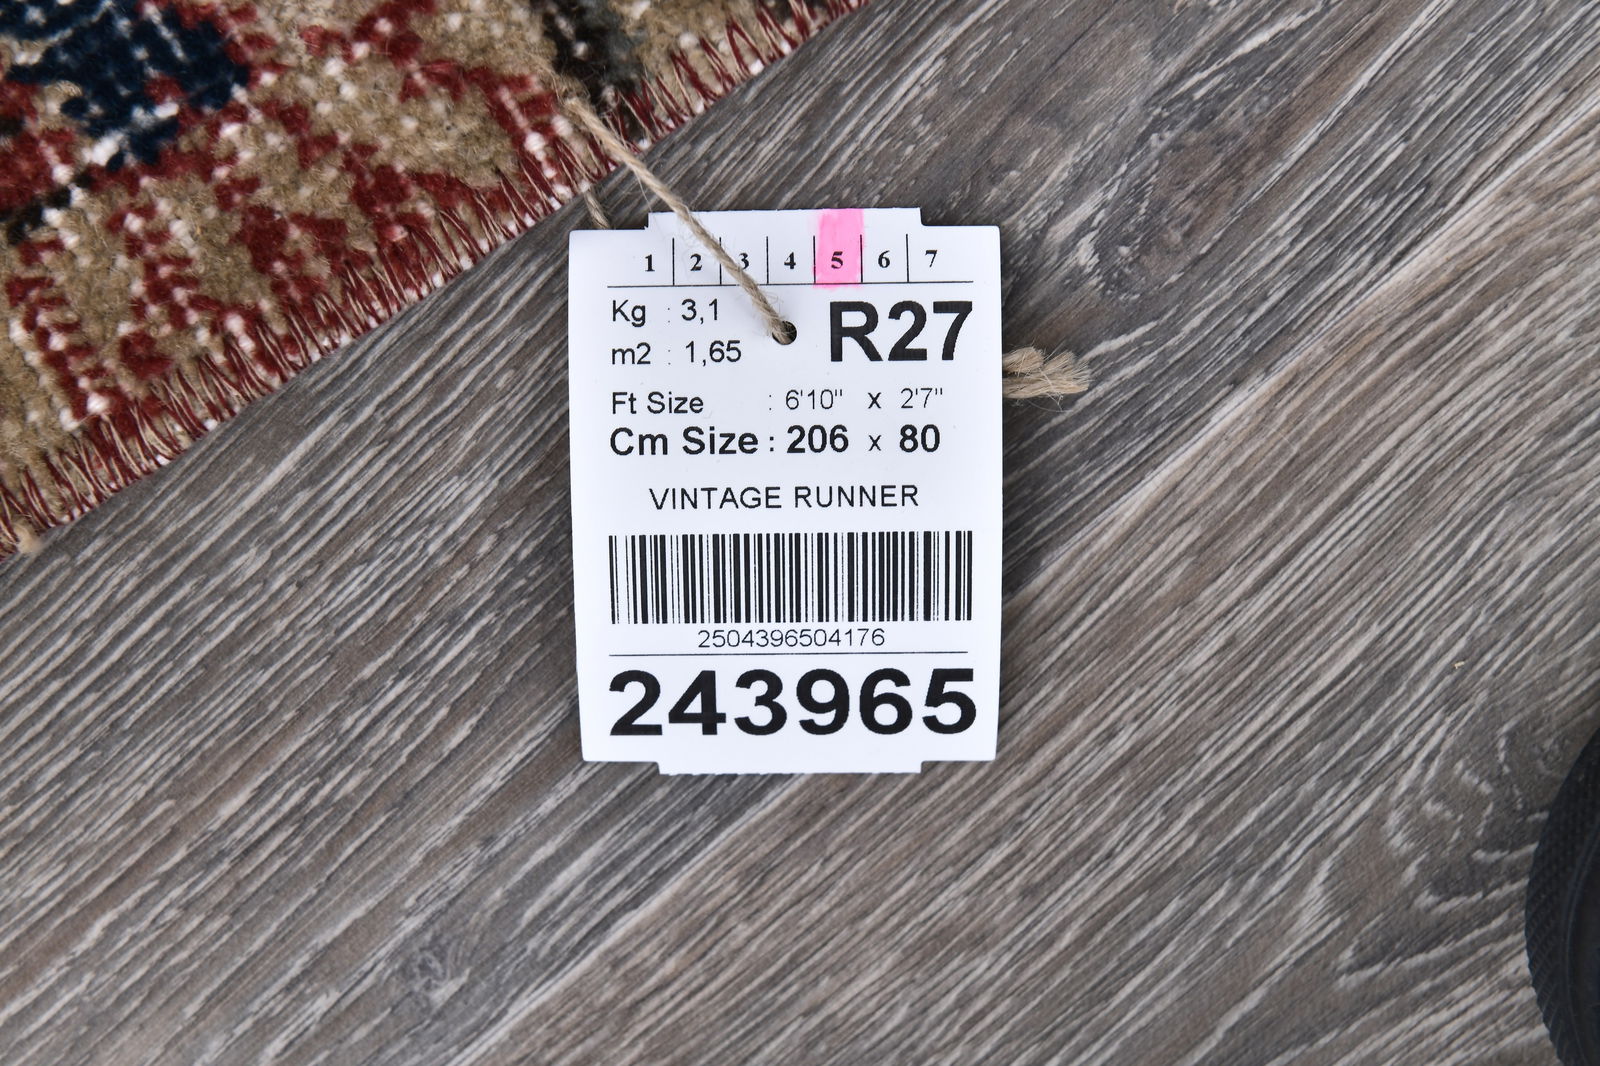 1 2 3 4 5 6 7
Kg : 3,1
R27
m2 : 1,65
Ft Size : 6'10" x 2'7"
Cm Size : 206 x 80
VINTAGE RUNNER
2504396504176
243965